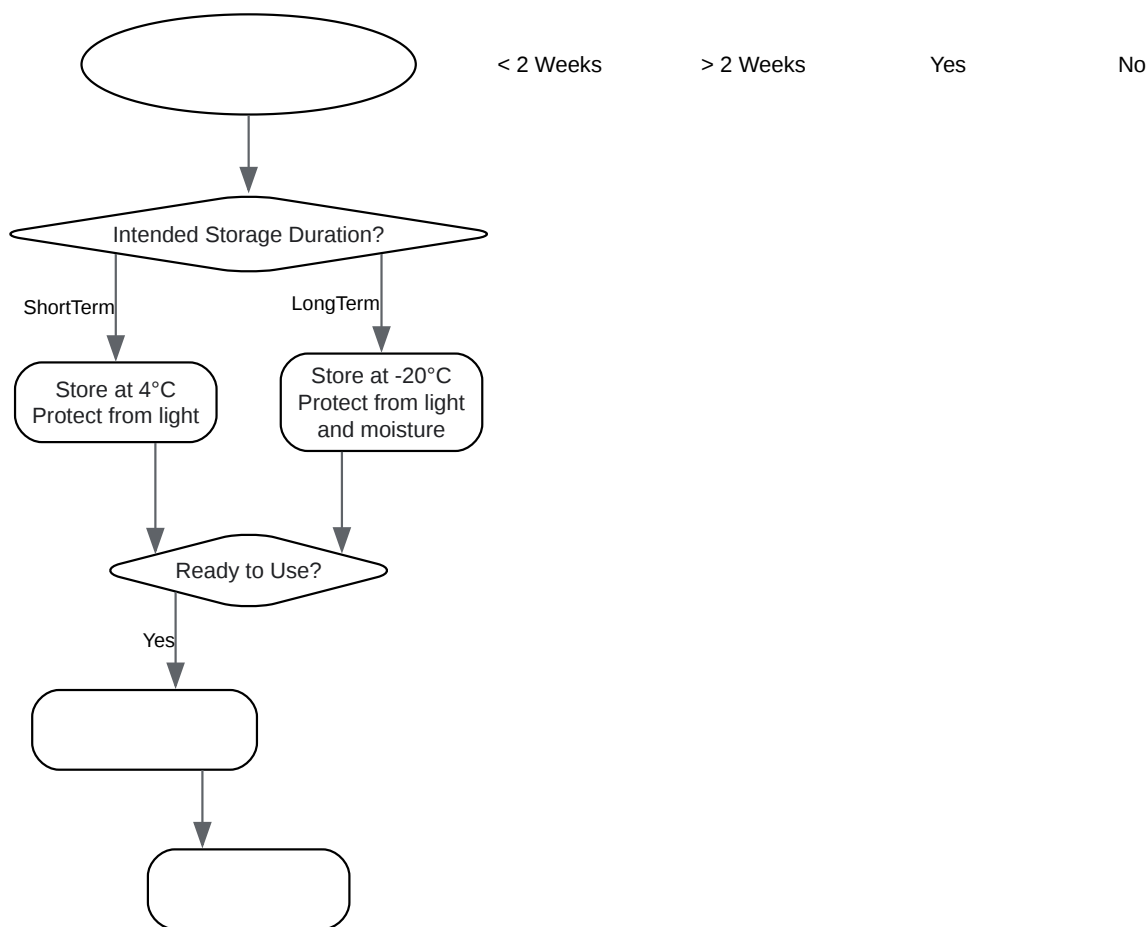 < 2 Weeks
> 2 Weeks
Yes
No
Intended Storage Duration?
ShortTerm
LongTerm
Store at 4°C
Protect from light
Store at -20°C
Protect from light
and moisture
Ready to Use?
Yes